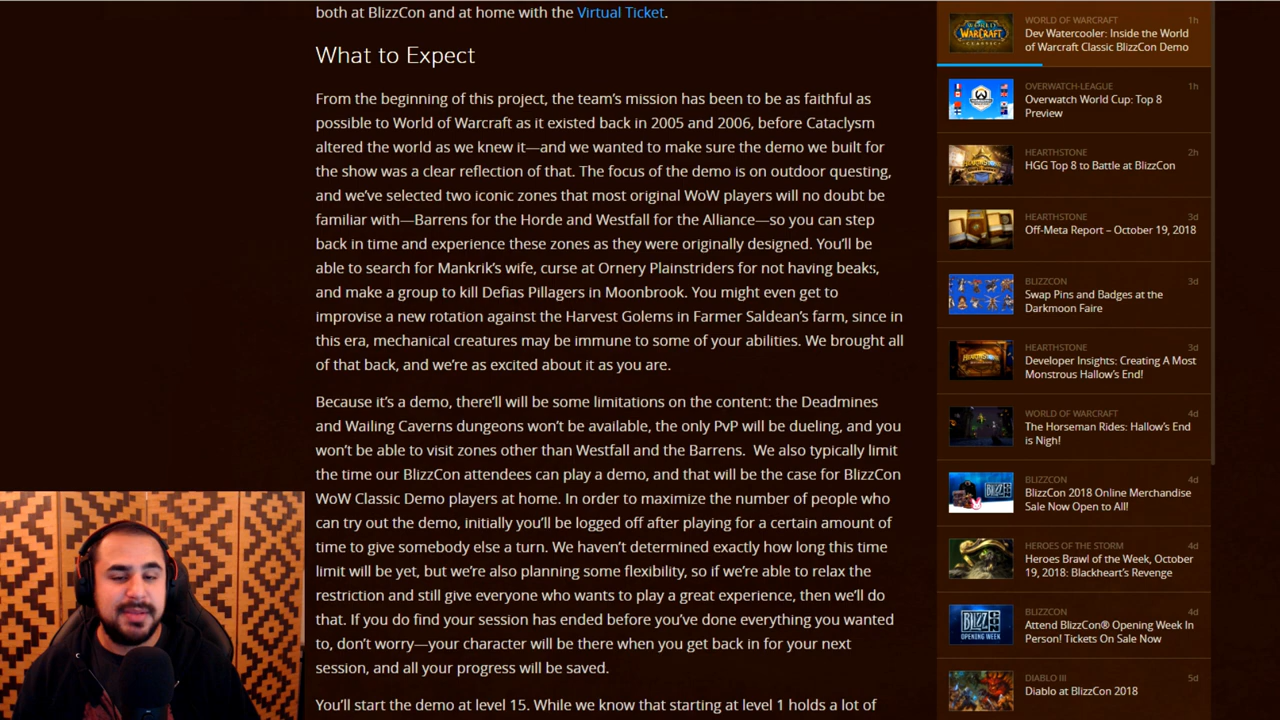 both at BlizzCon and at home with the Virtual Ticket.
What to Expect
From the beginning of this project, the team's mission has been to be as faithful as
possible to World of Warcraft as it existed back in 2005 and 2006, before Cataclysm
altered the world as we knew it—and we wanted to make sure the demo we built for
the show was a clear reflection of that. The focus of the demo is on outdoor questing,
and we've selected two iconic zones that most original WoW players will no doubt be
familiar with—Barrens for the Horde and Westfall for the Alliance—so you can step
back in time and experience these zones as they were originally designed. You'll be
able to search for Mankrik's wife, curse at Ornery Plainstriders for not having beaks,
and make a group to kill Defias Pillagers in Moonbrook. You might even get to
improvise a new rotation against the Harvest Golems in Farmer Saldean's farm, since in
this era, mechanical creatures may be immune to some of your abilities. We brought all
of that back, and we're as excited about it as you are.
Because it's a demo, there'll will be some limitations on the content: the Deadmines
and Wailing Caverns dungeons won't be available, the only PvP will be dueling, and you
won't be able to visit zones other than Westfall and the Barrens. We also typically limit
the time our BlizzCon attendees can play a demo, and that will be the case for BlizzCon
WoW Classic Demo players at home. In order to maximize the number of people who
can try out the demo, initially you'll be logged off after playing for a certain amount of
time to give somebody else a turn. We haven't determined exactly how long this time
limit will be yet, but we're also planning some flexibility, so if we're able to relax the
restriction and still give everyone who wants to play a great experience, then we'll do
that. If you do find your session has ended before you've done everything you wanted
to, don't worry—your character will be there when you get back in for your next
session, and all your progress will be saved.
You'll start the demo at level 15. While we know that starting at level 1 holds a lot of
WORLD OF WARCRAFT 1h
Dev Watercooler: Inside the World
of Warcraft Classic BlizzCon Demo
OVERWATCH-LEAGUE 1h
Overwatch World Cup: Top 8
Preview
HEARTHSTONE 2h
HGG Top 8 to Battle at BlizzCon
HEARTHSTONE 3d
Off-Meta Report – October 19, 2018
BLIZZCON 3d
Swap Pins and Badges at the
Darkmoon Faire
HEARTHSTONE 3d
Developer Insights: Creating A Most
Monstrous Hallow's End!
WORLD OF WARCRAFT 4d
The Horseman Rides: Hallow's End
is Nigh!
BLIZZCON 4d
BlizzCon 2018 Online Merchandise
Sale Now Open to All!
HEROES OF THE STORM 4d
Heroes Brawl of the Week, October
19, 2018: Blackheart's Revenge
BLIZZCON 4d
Attend BlizzCon® Opening Week In
Person! Tickets On Sale Now
DIABLO III 5d
Diablo at BlizzCon 2018
WORLD
WARCRAFT
CLASSIC
HEARTHSTONE
OPENING WEEK